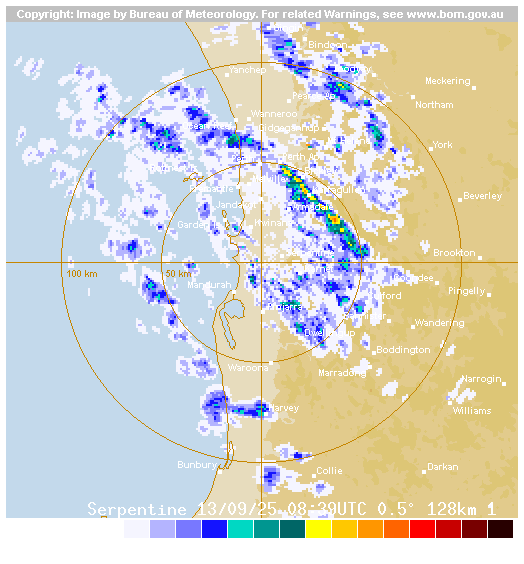 Copyright: Image by Bureau of Meteorology. For related Warnings, see www.bom.gov.au
Bindoon
Yanchep
Meckering
Northam
Wanneroo
Gidgegannup
York
Beverley
Brookton
100 km
50 km
Mandurah
Pingelly
Wandering
Boddington
Waroona
Marradong
Narrogin
Harvey
Williams
Bunbury
Collie
Darkan
Serpentine 13/09/25 08:29UTC 0.5° 128km 1